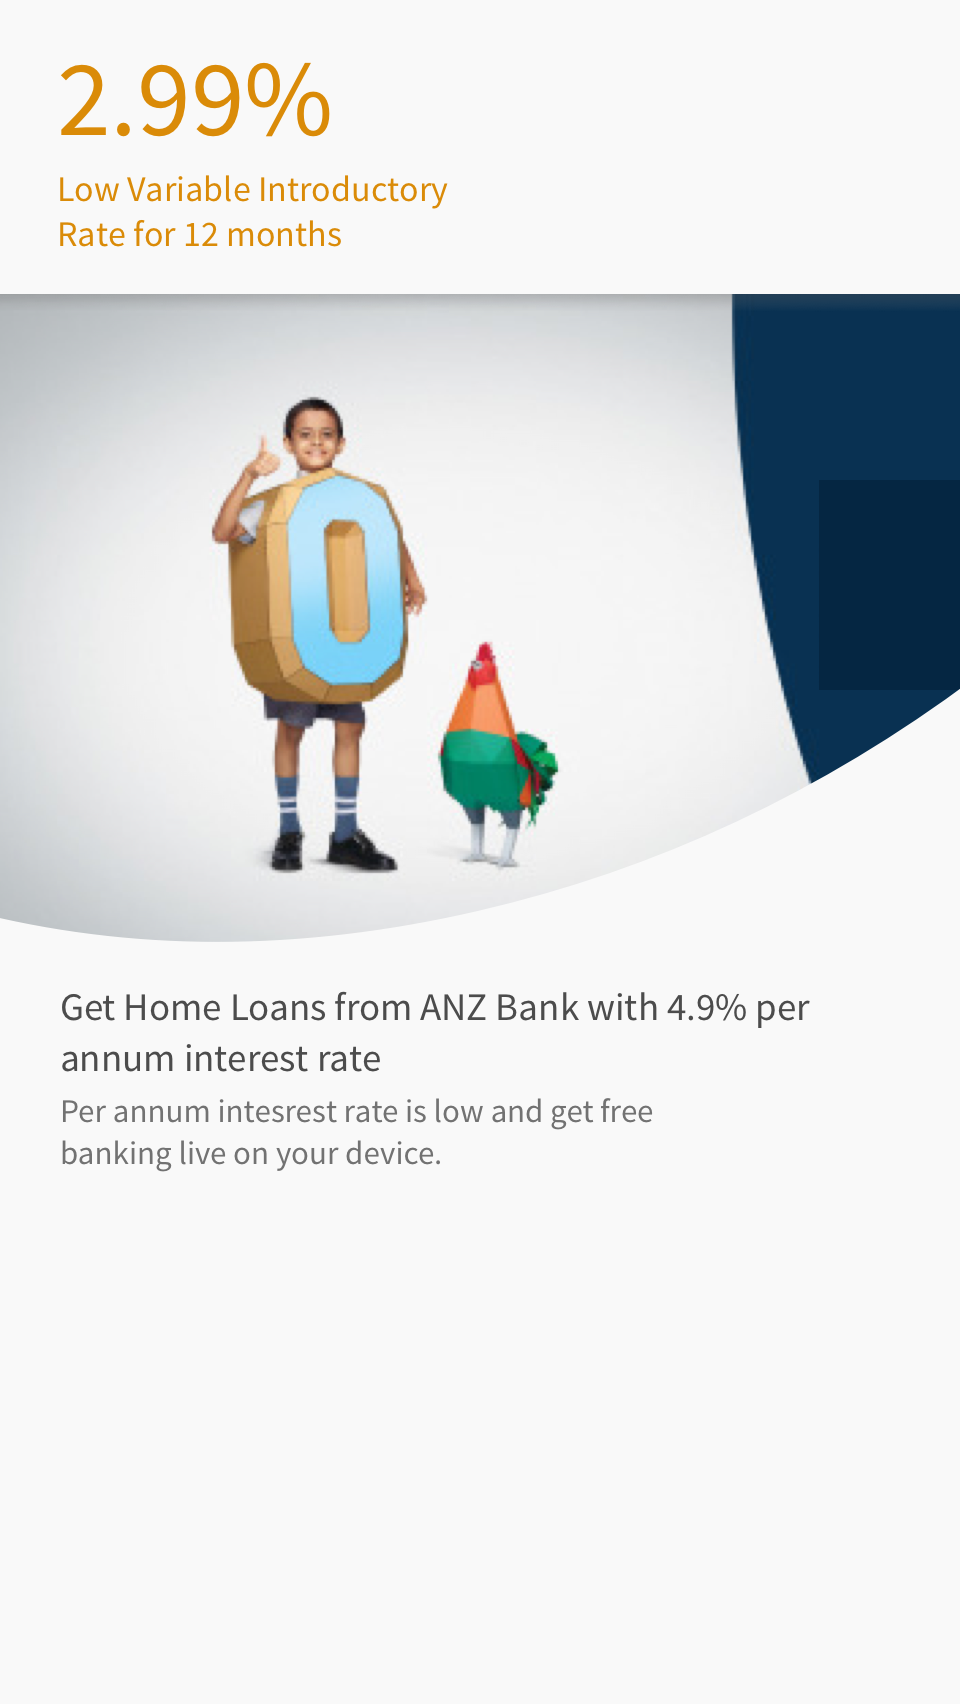 2.99%
Low Variable Introductory
Rate for 12 months
0
Get Home Loans from ANZ Bank with 4.9% per
annum interest rate
Per annum intesrest rate is low and get free
banking live on your device.